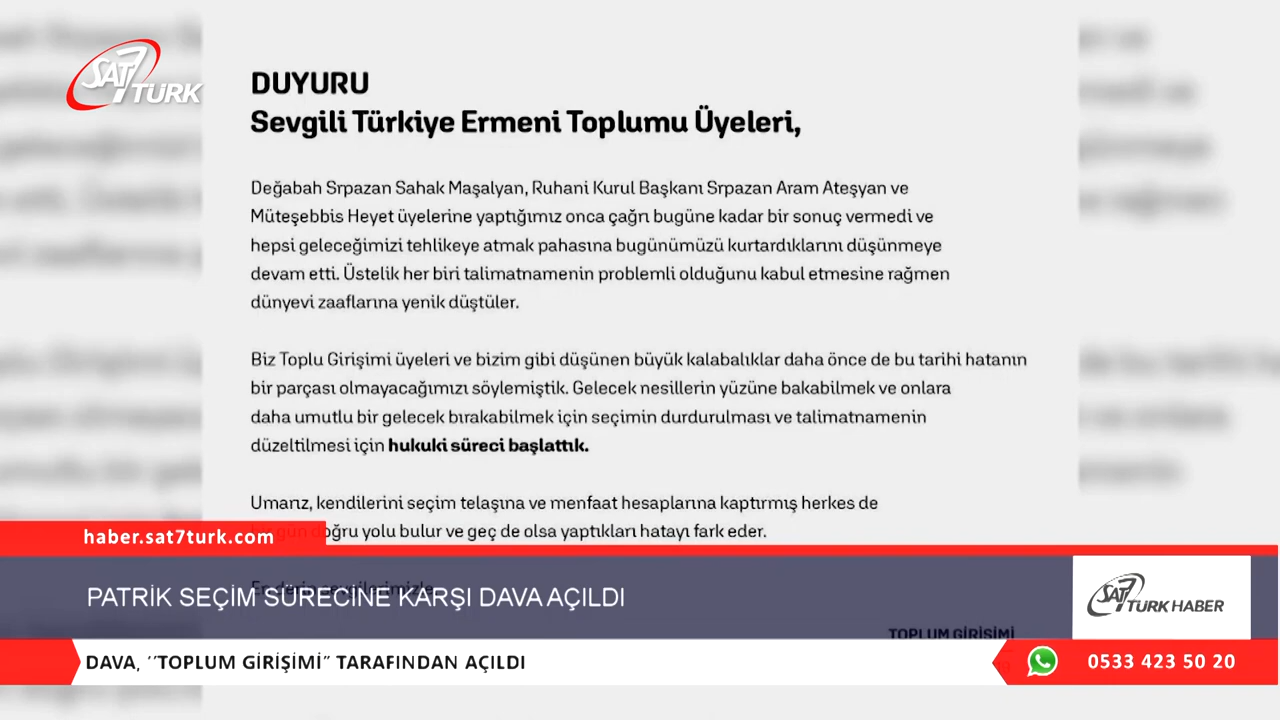 SAT7 TÜRK
DUYURU
Sevgili Türkiye Ermeni Toplumu Üyeleri,
Değabah Srpazan Sahak Maşalyan, Ruhani Kurul Başkanı Srpazan Aram Ateşyan ve
Müteşebbis Heyet üyelerine yaptığımız onca çağrı bugüne kadar bir sonuç vermedi ve
hepsi geleceğimizi tehlikeye atmak pahasına bugünümüzü kurtardıklarını düşünmeye
devam etti. Üstelik her biri talimatnamenin problemli olduğunu kabul etmesine rağmen
dünyevi zaaflarına yenik düştüler.
Biz Toplu Girişimi üyeleri ve bizim gibi düşünen büyük kalabalıklar daha önce de bu tarihi hatanın
bir parçası olmayacağımızı söylemiştik. Gelecek nesillerin yüzüne bakabilmek ve onlara
daha umutlu bir gelecek bırakabilmek için seçimin durdurulması ve talimatnamenin
düzeltilmesi için hukuki süreci başlattık.
Umarız, kendilerini seçim telaşına ve menfaat hesaplarına kaptırmış herkes de
bir gün doğru yolu bulur ve geç de olsa yaptıkları hatayı fark eder.
haber.sat7turk.com
En derin sevgilerimizle
PATRİK SEÇİM SÜRECİNE KARŞI DAVA AÇILDI
SAT7 TÜRK HABER
TOPLUM GİRİŞİMİ
DAVA, ‘’TOPLUM GİRİŞİMİ” TARAFINDAN AÇILDI
0533 423 50 20